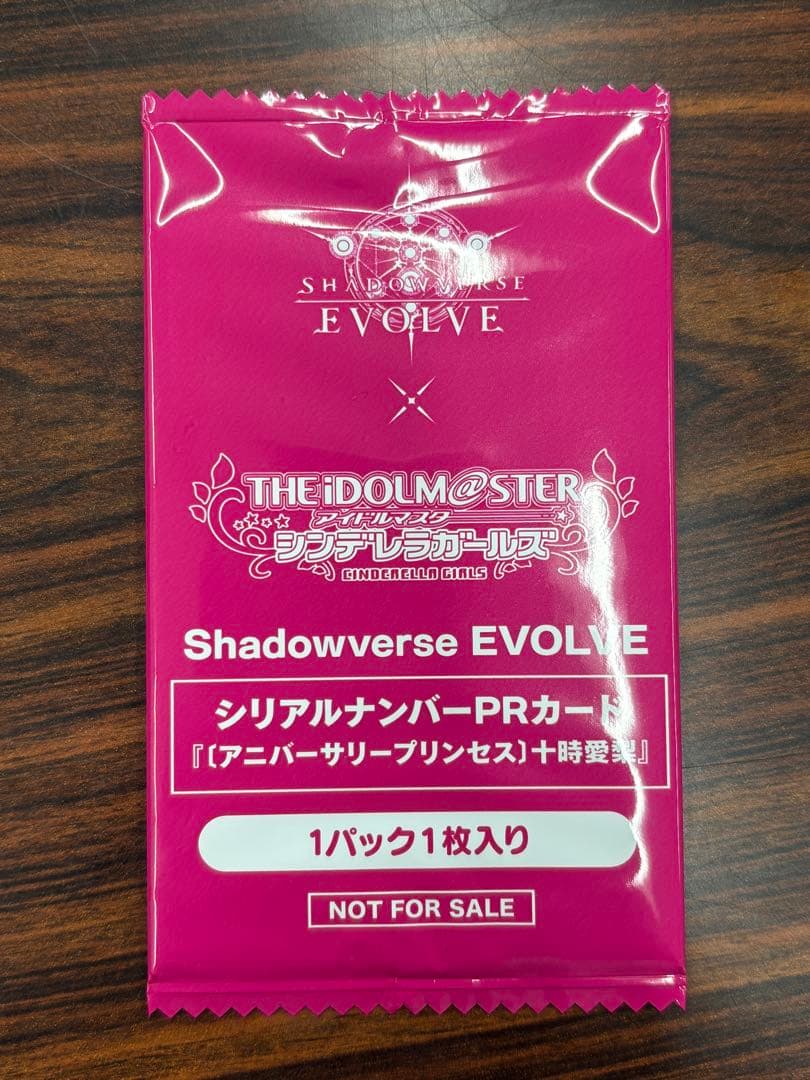 SHADOWVERSE
EVOLVE
×
THE iDOLM@STER
アイドルマスター
シンデレラガールズ
CINDERELLA GIRLS
Shadowverse EVOLVE
シリアルナンバーPRカード
『〔アニバーサリープリンセス〕十時愛梨』
1パック1枚入り
NOT FOR SALE